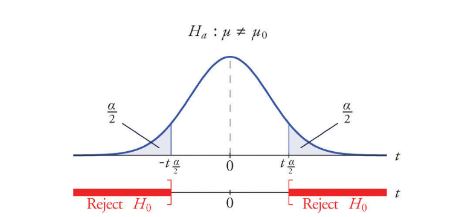 Hₐ : μ ≠ μ₀
α/2 α/2
-t α/2 0 t α/2 t
0 t
Reject H₀ Reject H₀